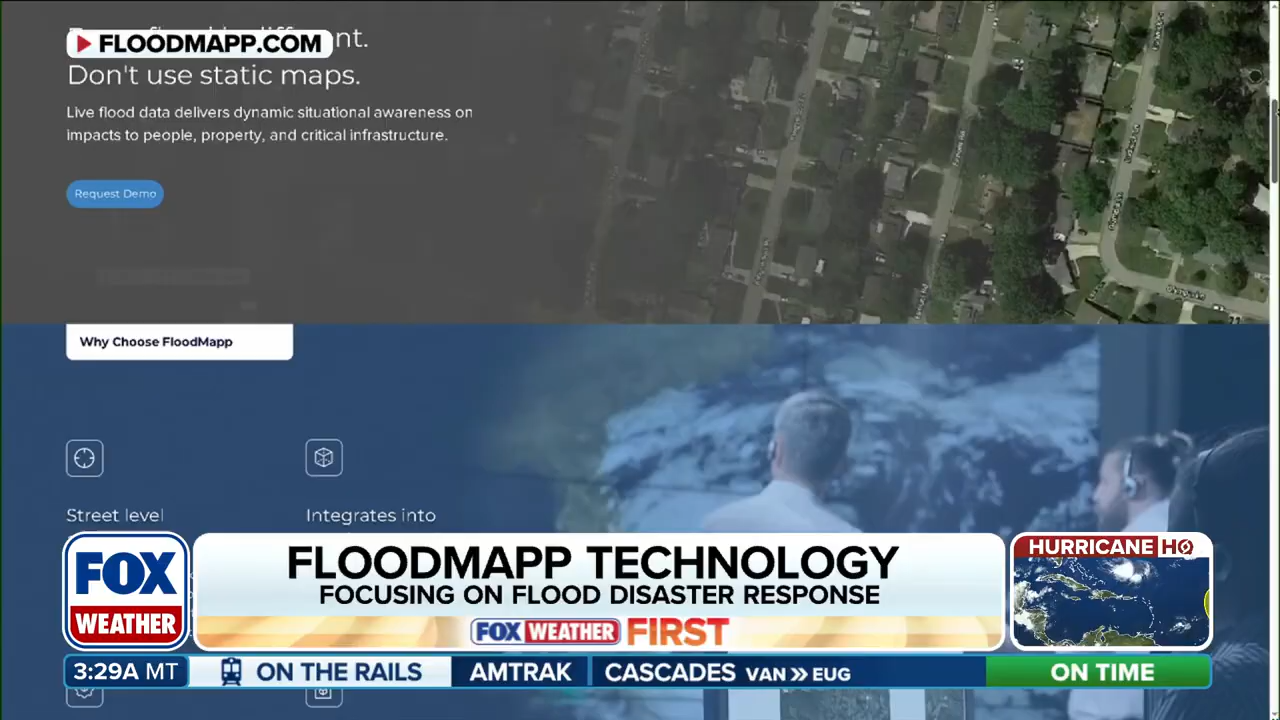 FLOODMAPP.COM
nt.
Don't use static maps.
Live flood data delivers dynamic situational awareness on
impacts to people, property, and critical infrastructure.
Request Demo
Why Choose FloodMapp
Street level
Integrates into
FOX
WEATHER
FLOODMAPP TECHNOLOGY
FOCUSING ON FLOOD DISASTER RESPONSE
FOX WEATHER FIRST
HURRICANE HQ
3:29A MT
ON THE RAILS
AMTRAK
CASCADES VAN >> EUG
ON TIME